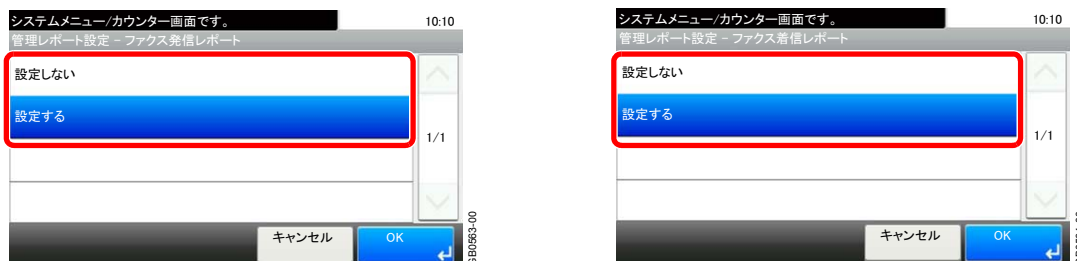 システムメニュー/カウンター画面です。 10:10
管理レポート設定 - ファクス発信レポート
設定しない
設定する
1/1
キャンセル OK
GB0563-00
システムメニュー/カウンター画面です。 10:10
管理レポート設定 - ファクス着信レポート
設定しない
設定する
1/1
キャンセル OK